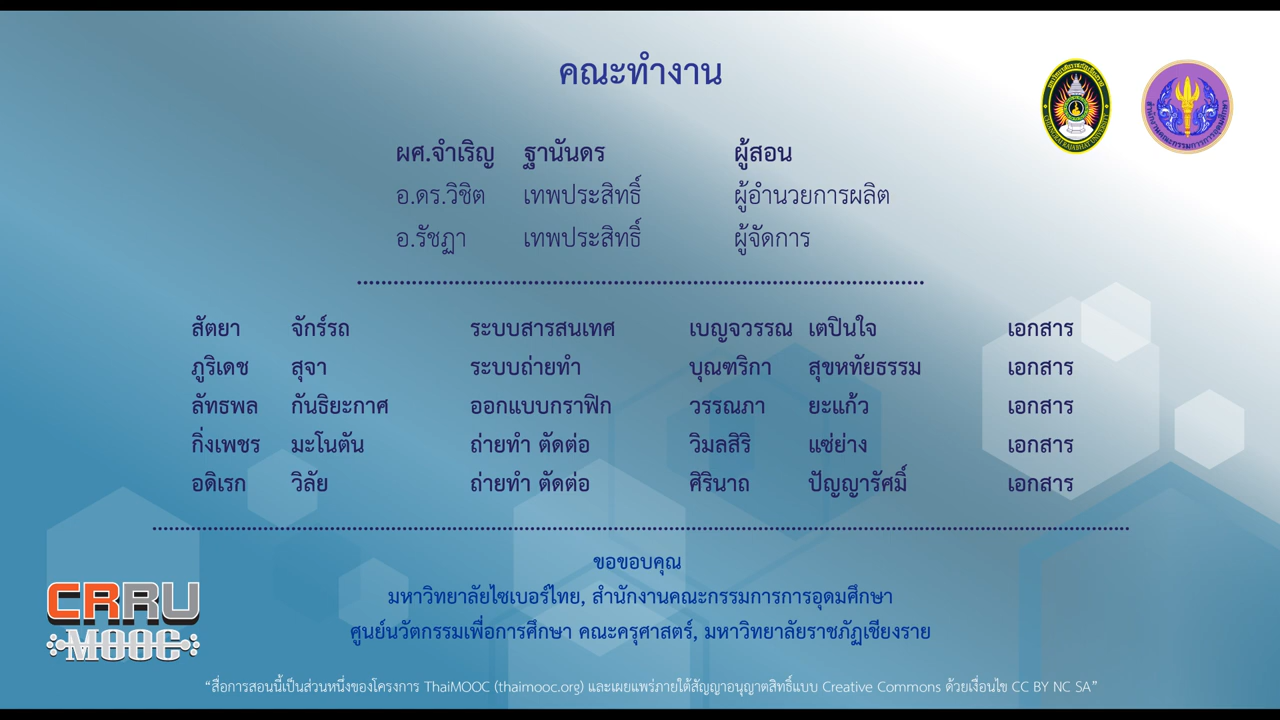 คณะทำงาน
ผศ.จำเริญ ฐานันดร ผู้สอน
อ.ดร.วิชิต เทพประสิทธิ์ ผู้อำนวยการผลิต
อ.รัชฎา เทพประสิทธิ์ ผู้จัดการ
สัตยา จักร์รถ ระบบสารสนเทศ เบญจวรรณ เตปินใจ เอกสาร
ภูริเดช สุจา ระบบถ่ายทำ บุณฑริกา สุขหทัยธรรม เอกสาร
ลัทธพล กันธิยะกาศ ออกแบบกราฟิก วรรณภา ยะแก้ว เอกสาร
กิ่งเพชร มะโนตัน ถ่ายทำ ตัดต่อ วิมลสิริ แซ่ย่าง เอกสาร
อดิเรก วิลัย ถ่ายทำ ตัดต่อ ศิรินาถ ปัญญารัศมิ์ เอกสาร
ขอขอบคุณ
มหาวิทยาลัยไซเบอร์ไทย, สำนักงานคณะกรรมการการอุดมศึกษา
ศูนย์นวัตกรรมเพื่อการศึกษา คณะครุศาสตร์, มหาวิทยาลัยราชภัฏเชียงราย
CRRU
MOOC
“สื่อการสอนนี้เป็นส่วนหนึ่งของโครงการ ThaiMOOC (thaimooc.org) และเผยแพร่ภายใต้สัญญาอนุญาตสิทธิ์แบบ Creative Commons ด้วยเงื่อนไข CC BY NC SA”